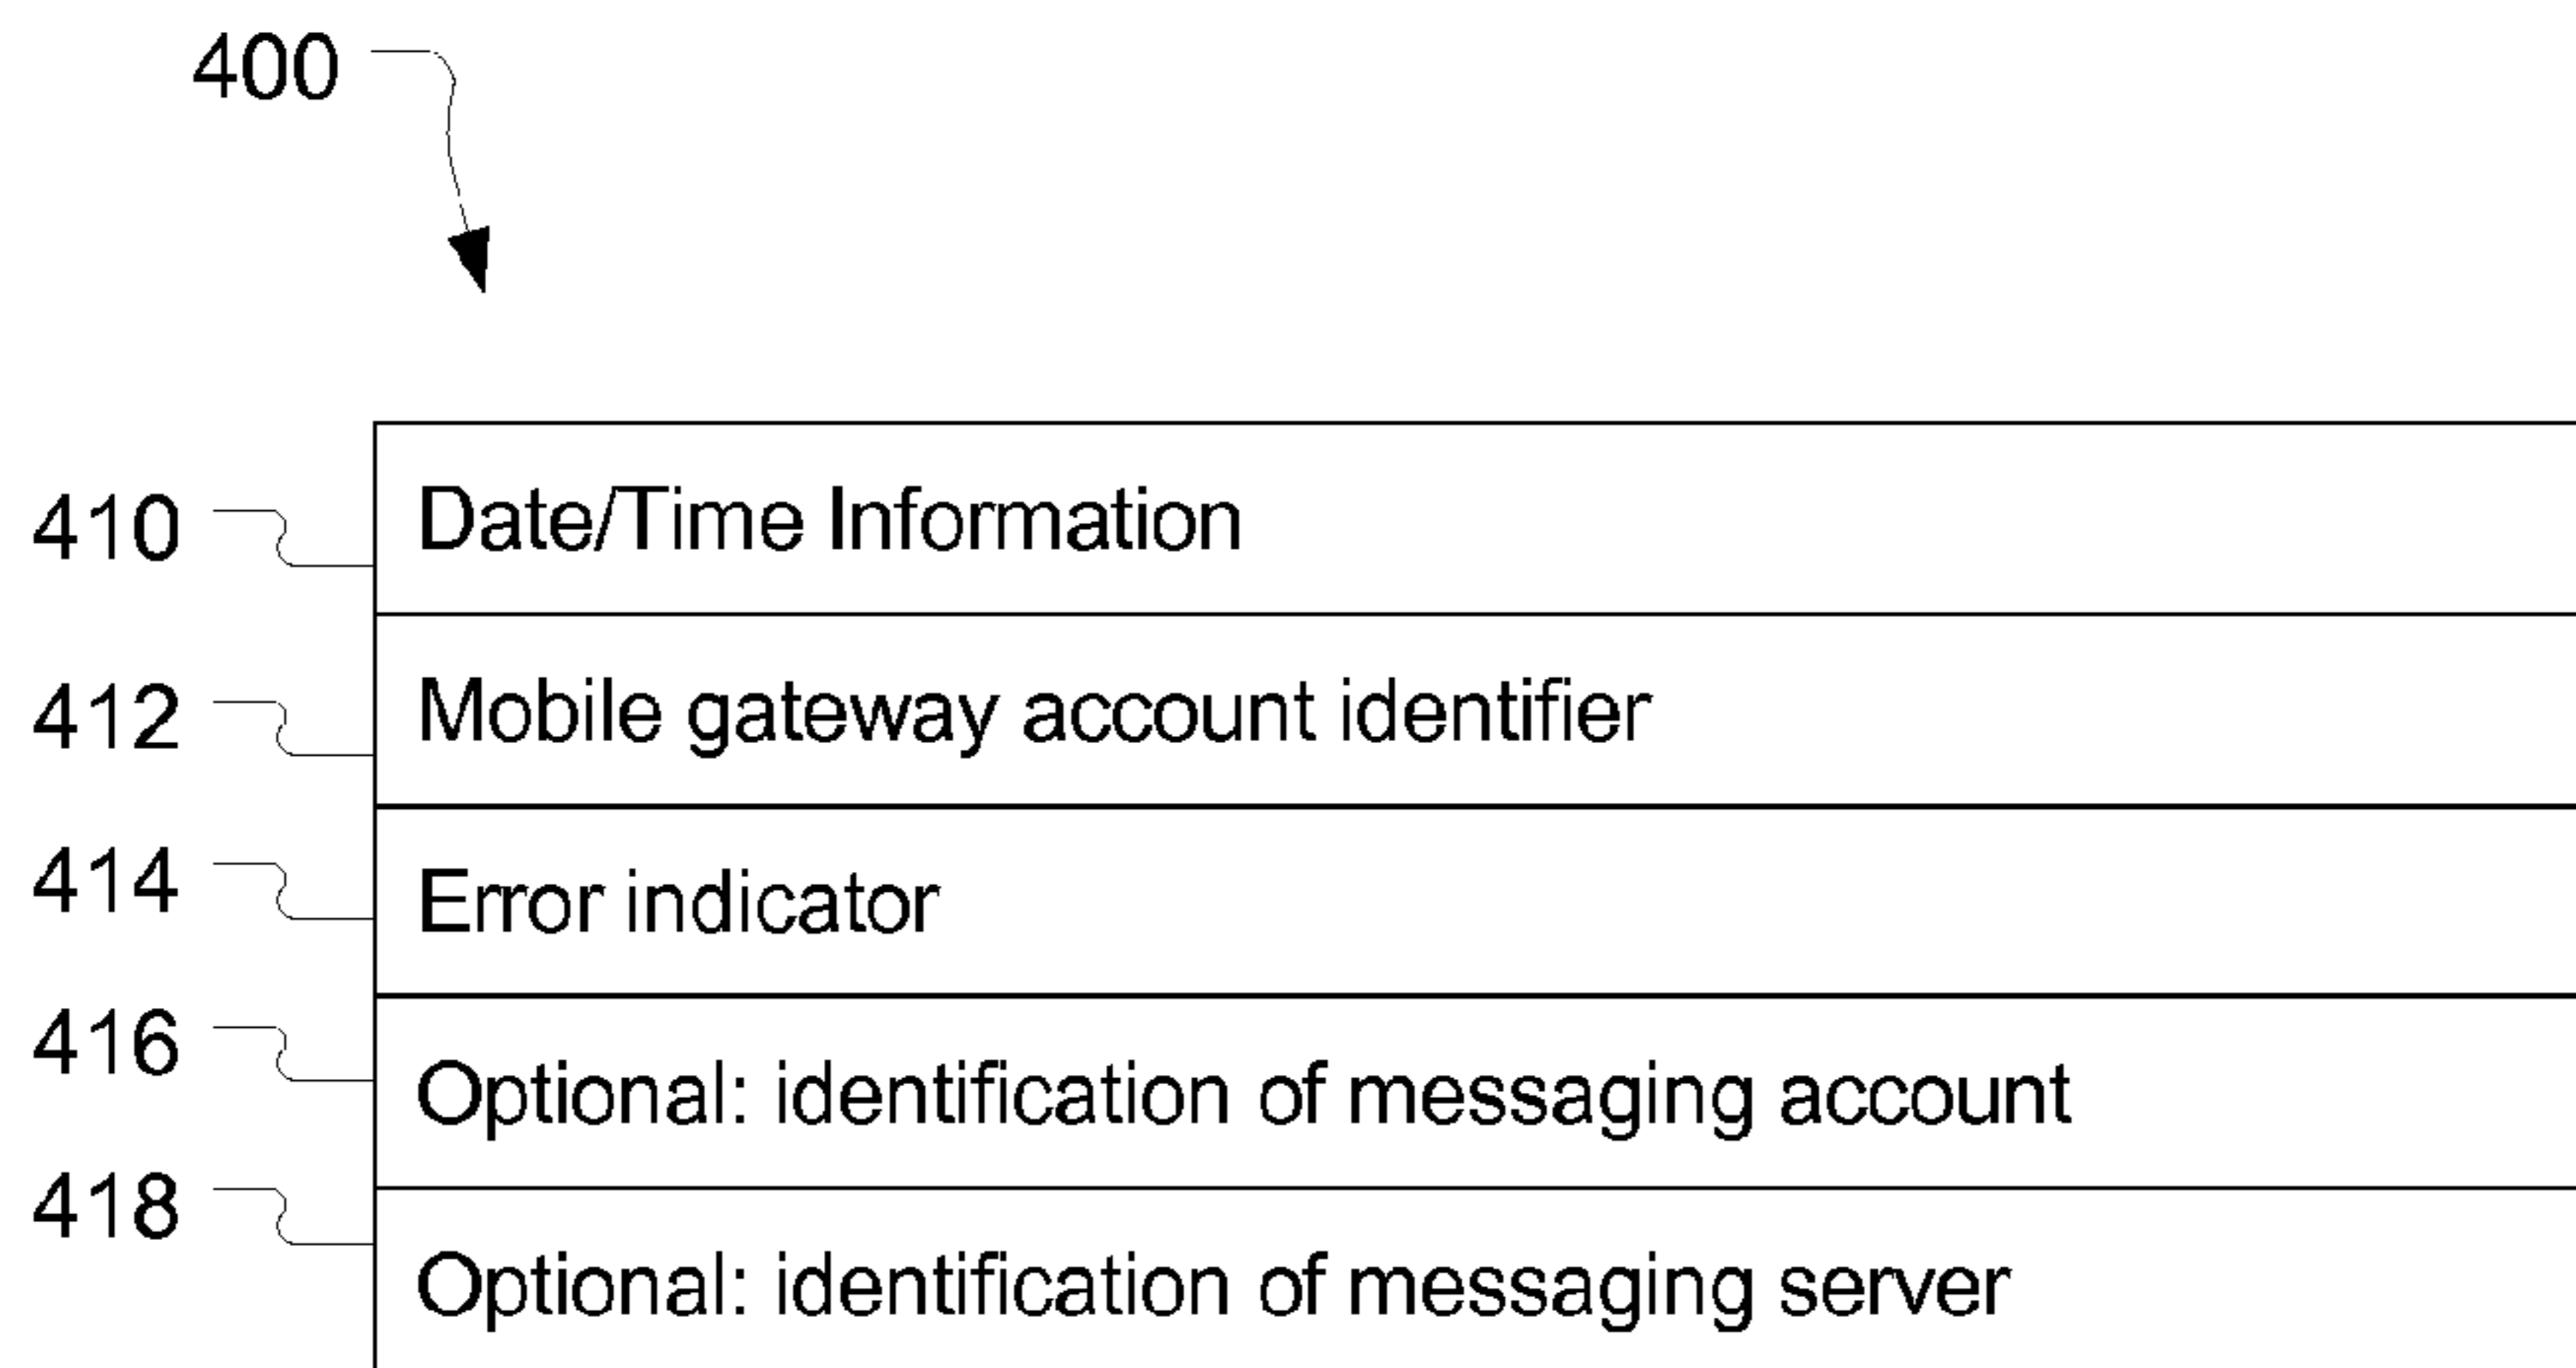 400
410 Date/Time Information
412 Mobile gateway account identifier
414 Error indicator
416 Optional: identification of messaging account
418 Optional: identification of messaging server